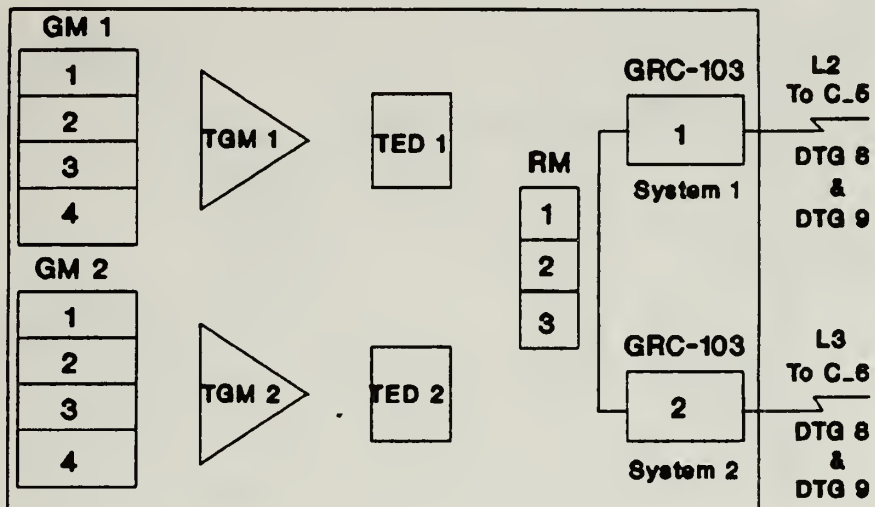 GM 1
1
2
3
4
TGM 1
TED 1
GM 2
1
2
3
4
TGM 2
TED 2
RM
1
2
3
GRC-103
1
System 1
L2
To C_5
DTG 8
&
DTG 9
GRC-103
2
System 2
L3
To C_6
DTG 8
&
DTG 9